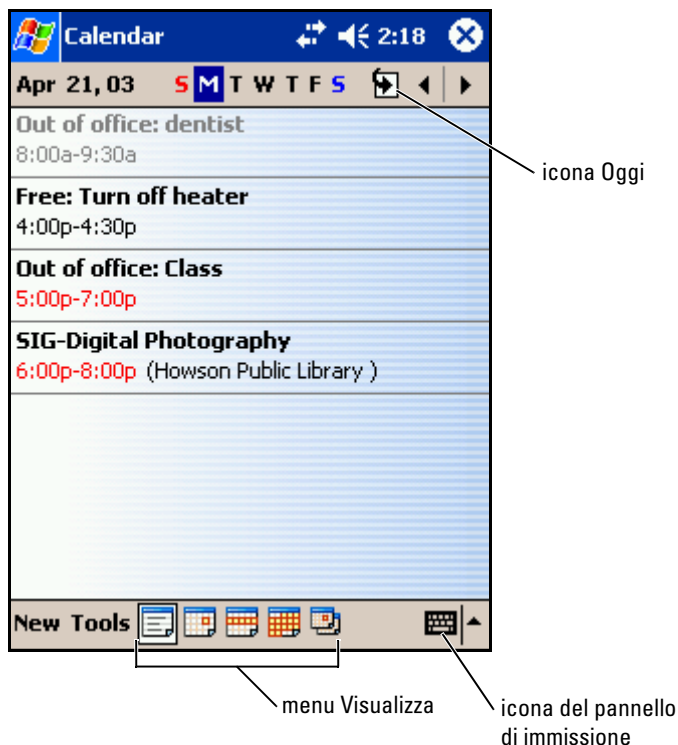 Calendar 2:18
Apr 21, 03 S M T W T F S
Out of office: dentist
8:00a-9:30a
icona Oggi
Free: Turn off heater
4:00p-4:30p
Out of office: Class
5:00p-7:00p
SIG-Digital Photography
6:00p-8:00p (Howson Public Library )
New Tools
menu Visualizza
icona del pannello
di immissione